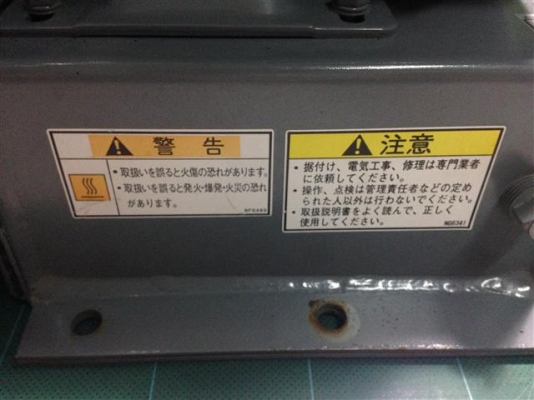 警告
・取扱いを誤ると火傷の恐れがあります。
・取扱いを誤ると発火・爆発・火災の恐れ
があります。
注意
・据付け、電気工事、修理は専門業者
に依頼してください。
・操作、点検は管理責任者などの定め
られた人以外は行わないでください。
・取扱説明書をよく読んで、正しく
使用してください。